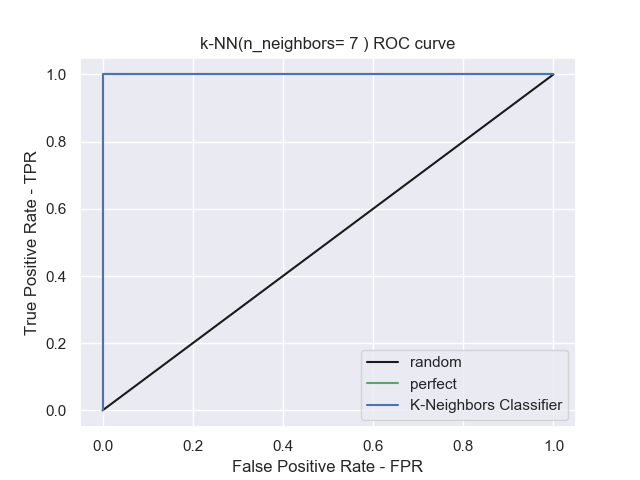 k-NN(n_neighbors= 7 ) ROC curve
True Positive Rate - TPR
1.0
0.8
0.6
0.4
0.2
0.0
random
perfect
K-Neighbors Classifier
0.0 0.2 0.4 0.6 0.8 1.0
False Positive Rate - FPR